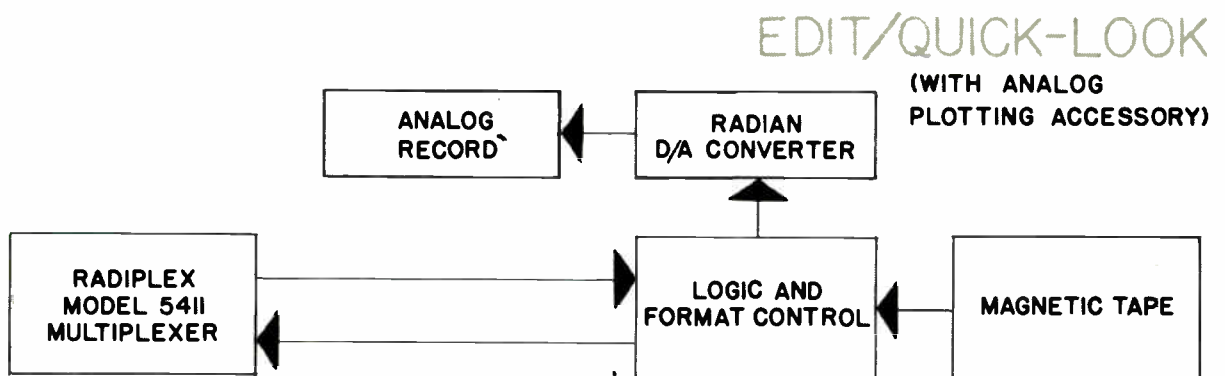 EDIT/QUICK-LOOK
(WITH ANALOG
PLOTTING ACCESSORY)
ANALOG
RECORD
RADIAN
D/A CONVERTER
RADIPLEX
MODEL 5411
MULTIPLEXER
LOGIC AND
FORMAT CONTROL
MAGNETIC TAPE